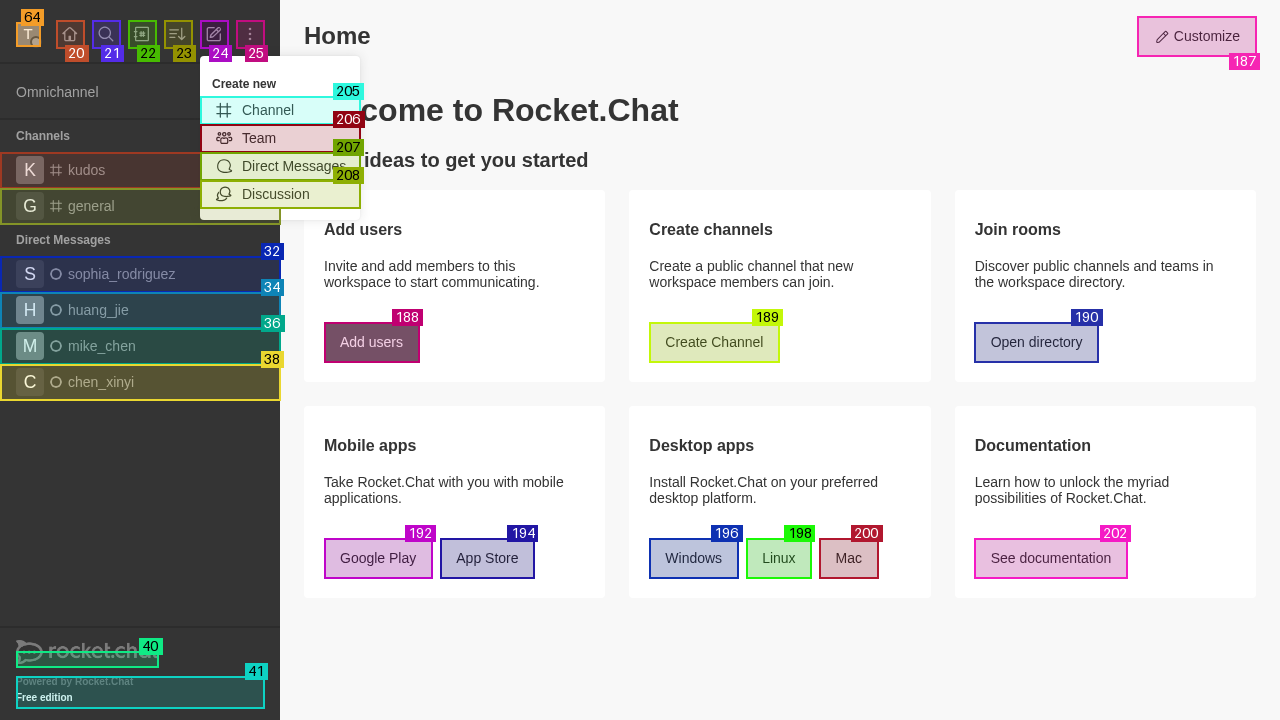 64
T
20
21
22
23
24
25
Home
Customize
187
Omnichannel
Create new
205
Channel
206
Team
207
Direct Messages
208
Discussion
come to Rocket.Chat
ideas to get you started
Channels
K kudos
G general
Direct Messages
32
S sophia_rodriguez
34
H huang_jie
36
M mike_chen
38
C chen_xinyi
Add users
Invite and add members to this
workspace to start communicating.
188
Add users
Create channels
Create a public channel that new
workspace members can join.
189
Create Channel
Join rooms
Discover public channels and teams in
the workspace directory.
190
Open directory
Mobile apps
Take Rocket.Chat with you with mobile
applications.
192
Google Play
194
App Store
Desktop apps
Install Rocket.Chat on your preferred
desktop platform.
196
Windows
198
Linux
200
Mac
Documentation
Learn how to unlock the myriad
possibilities of Rocket.Chat.
202
See documentation
40
rocket.chat
41
Powered by Rocket.Chat
Free edition